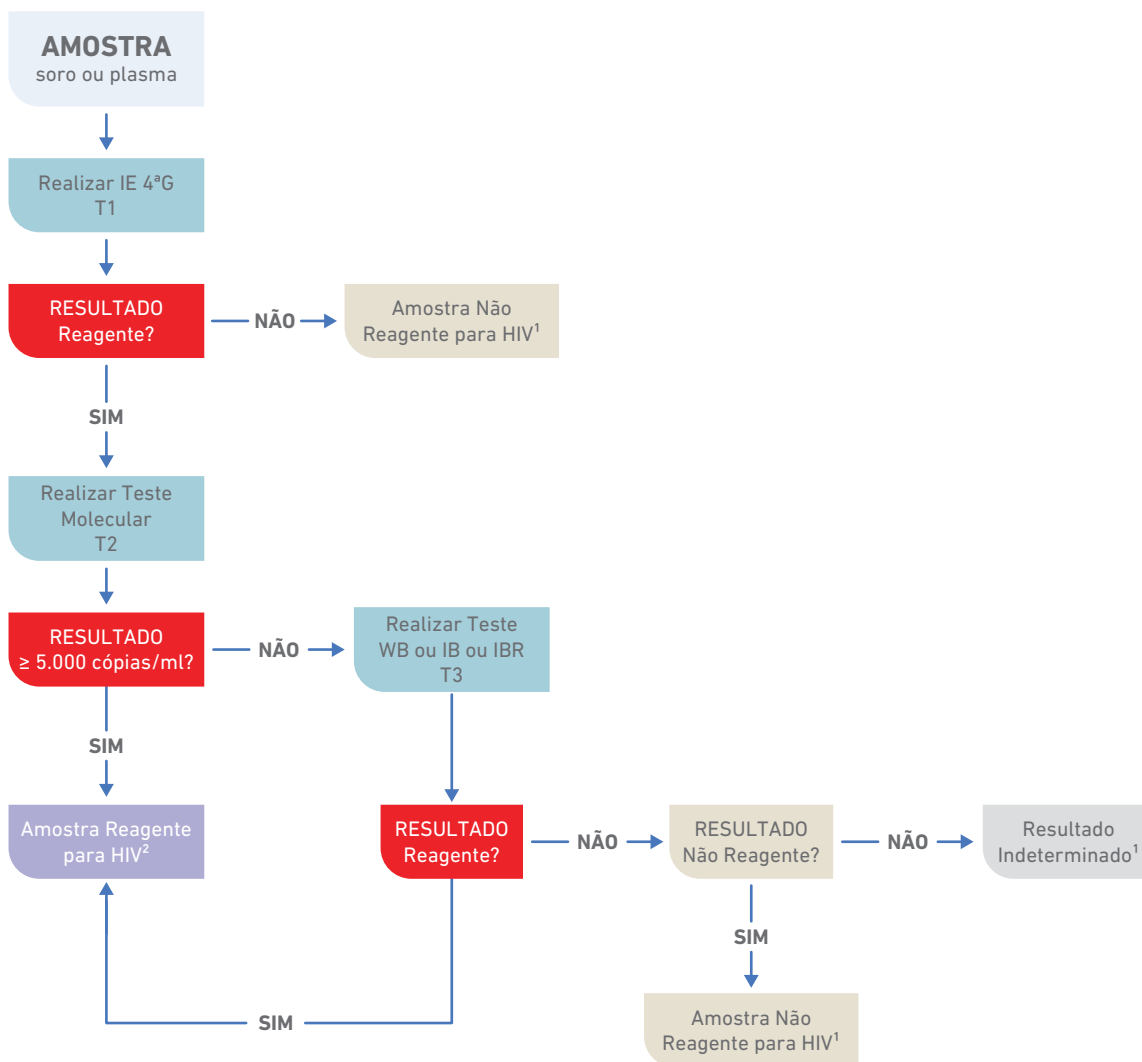 AMOSTRA
soro ou plasma
Realizar IE 4ªG
T1
RESULTADO
Reagente?
NÃO
Amostra Não
Reagente para HIV¹
SIM
Realizar Teste
Molecular
T2
RESULTADO
≥ 5.000 cópias/ml?
NÃO
Realizar Teste
WB ou IB ou IBR
T3
SIM
Amostra Reagente
para HIV²
RESULTADO
Reagente?
NÃO
RESULTADO
Não Reagente?
NÃO
Resultado
Indeterminado¹
SIM
SIM
Amostra Não
Reagente para HIV¹